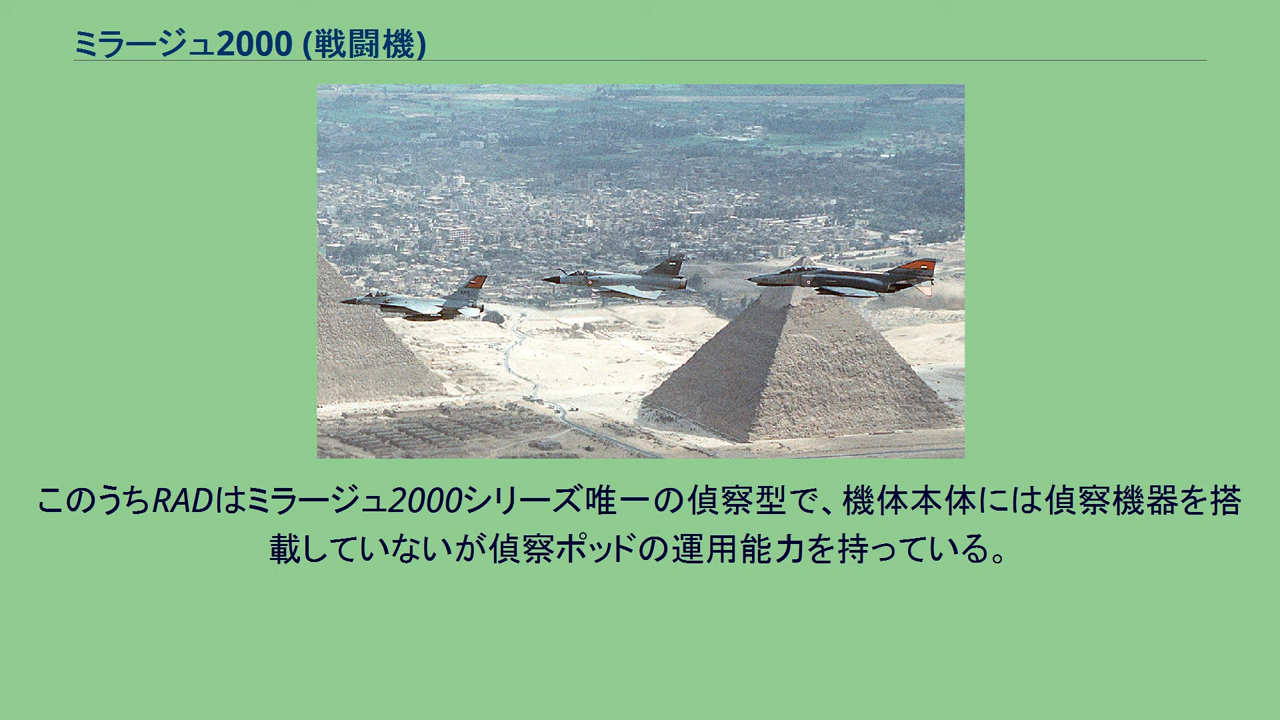 ミラージュ2000 (戦闘機)
このうちRADはミラージュ2000シリーズ唯一の偵察型で、機体本体には偵察機器を搭
載していないが偵察ポッドの運用能力を持っている。